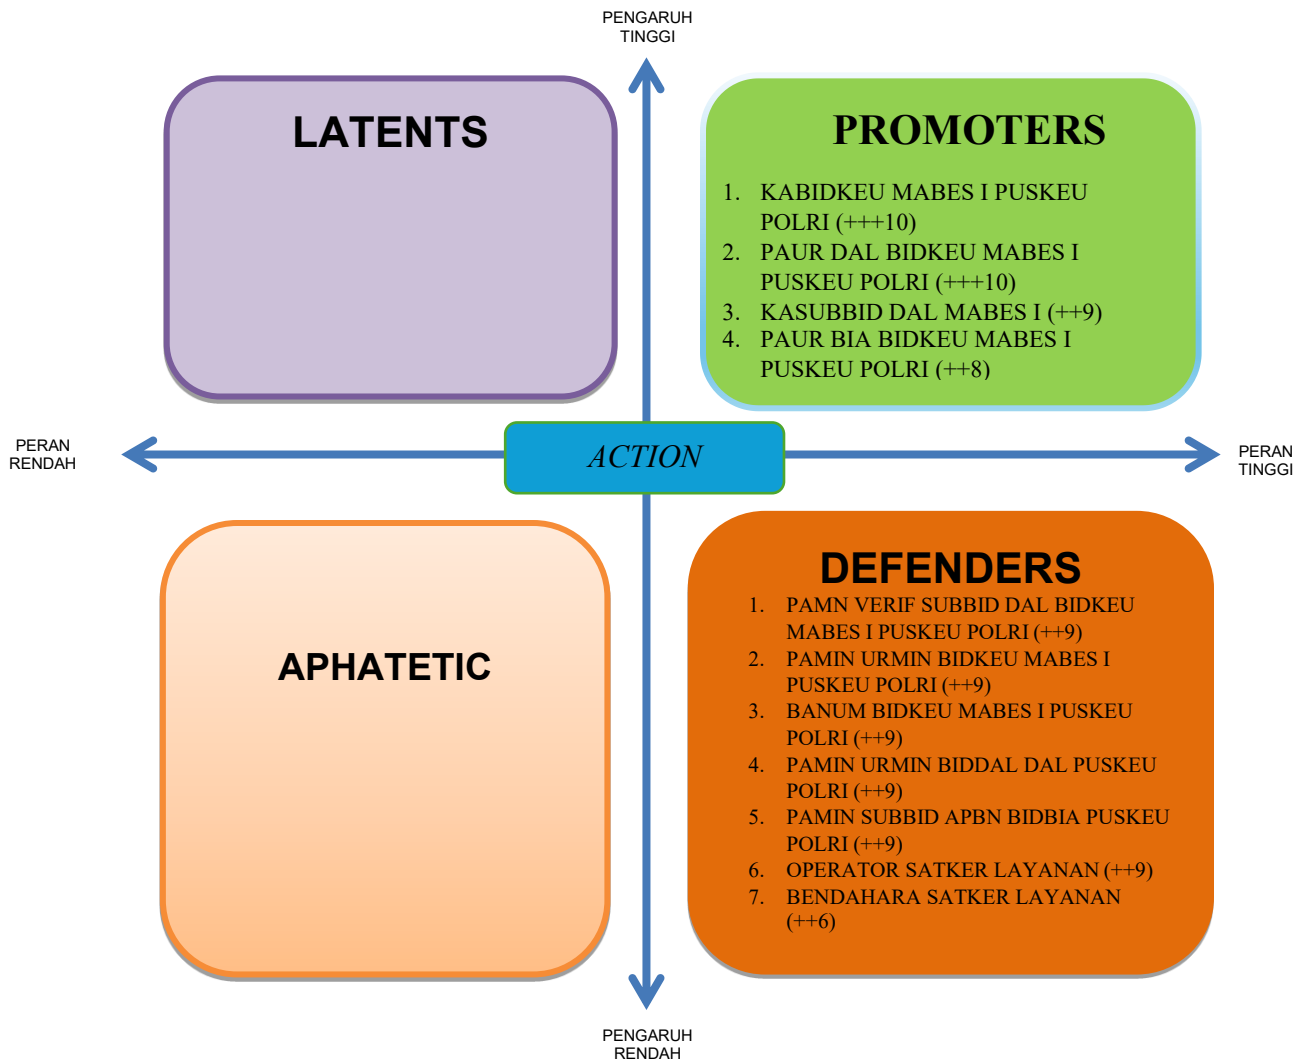 PENGARUH
TINGGI
LATENTS
PROMOTERS
1. KABIDKEU MABES I PUSKEU
POLRI (+++10)
2. PAUR DAL BIDKEU MABES I
PUSKEU POLRI (+++10)
3. KASUBBID DAL MABES I (++9)
4. PAUR BIA BIDKEU MABES I
PUSKEU POLRI (++8)
PERAN
RENDAH
ACTION
PERAN
TINGGI
APHATETIC
DEFENDERS
1. PAMN VERIF SUBBID DAL BIDKEU
MABES I PUSKEU POLRI (++9)
2. PAMIN URMIN BIDKEU MABES I
PUSKEU POLRI (++9)
3. BANUM BIDKEU MABES I PUSKEU
POLRI (++9)
4. PAMIN URMIN BIDDAL DAL PUSKEU
POLRI (++9)
5. PAMIN SUBBID APBN BIDBIA PUSKEU
POLRI (++9)
6. OPERATOR SATKER LAYANAN (++9)
7. BENDAHARA SATKER LAYANAN
(++6)
PENGARUH
RENDAH